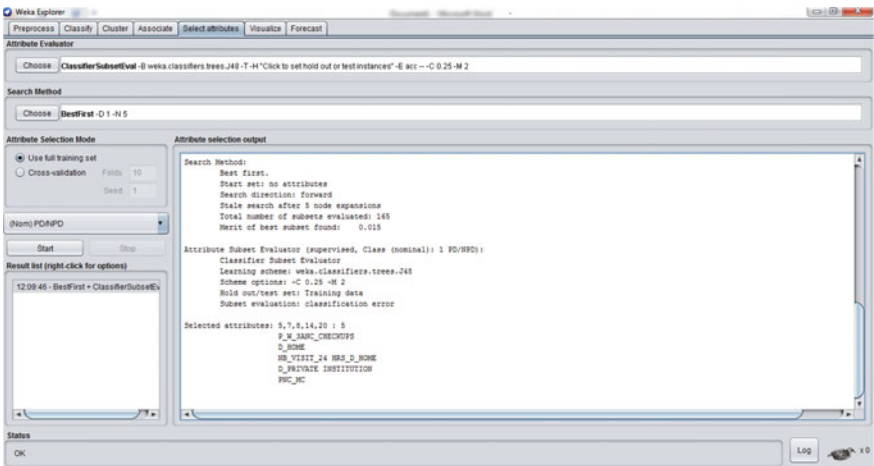 Weka Explorer
Preprocess Classify Cluster Associate Select attributes Visualize Forecast
Attribute Evaluator
Choose ClassifierSubsetEval -B weka.classifiers.trees.J48 -T -H "Click to set hold out or test instances" -E acc -- -C 0.25 -M 2
Search Method
Choose BestFirst -D 1 -N 5
Attribute Selection Mode
Use full training set
Cross-validation Folds 10
Seed 1
(Nom) PD/NPD
Start Stop
Result list (right-click for options)
12:09:46 - BestFirst + ClassifierSubsetEv
Attribute selection output
Search Method:
Best first.
Start set: no attributes
Search direction: forward
Stale search after 5 node expansions
Total number of subsets evaluated: 165
Merit of best subset found: 0.015
Attribute Subset Evaluator (supervised, Class (nominal): 1 PD/NPD):
Classifier Subset Evaluator
Learning scheme: weka.classifiers.trees.J48
Scheme options: -C 0.25 -M 2
Hold out/test set: Training data
Subset evaluation: classification error
Selected attributes: 5,7,8,14,20 : 5
P_W_3ANC_CHECKUPS
D_HOME
NB_VISIT_24 HRS_D_HOME
D_PRIVATE INSTITUTION
PNC_MC
Status
OK
Log
x 0